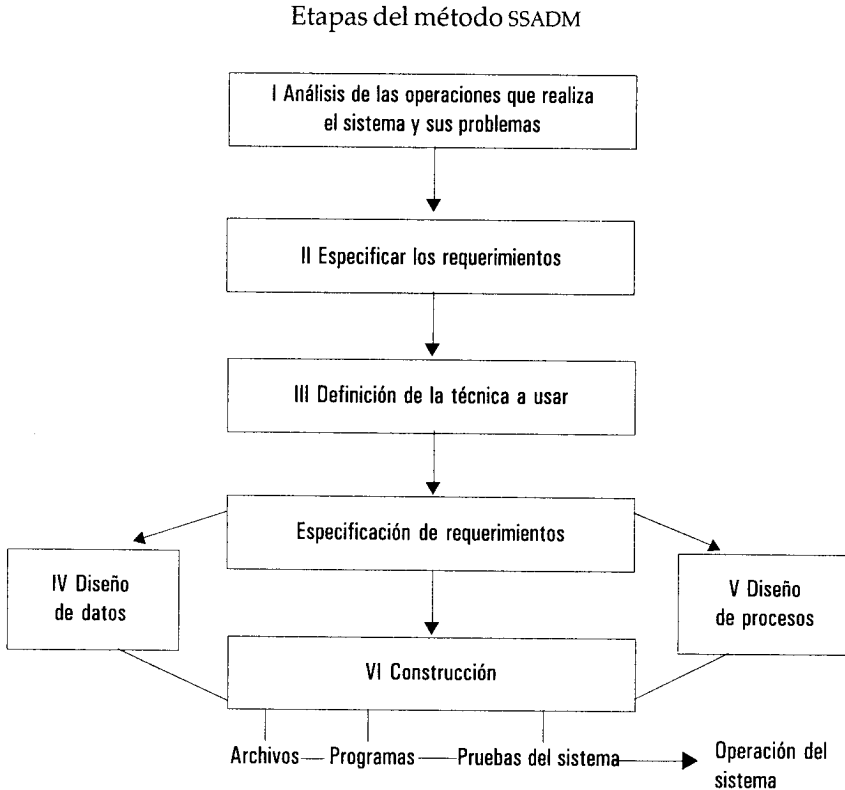 Etapas del método SSADM
I Análisis de las operaciones que realiza
el sistema y sus problemas
II Especificar los requerimientos
III Definición de la técnica a usar
Especificación de requerimientos
IV Diseño
de datos
V Diseño
de procesos
VI Construcción
Archivos
Programas
Pruebas del sistema
Operación del
sistema